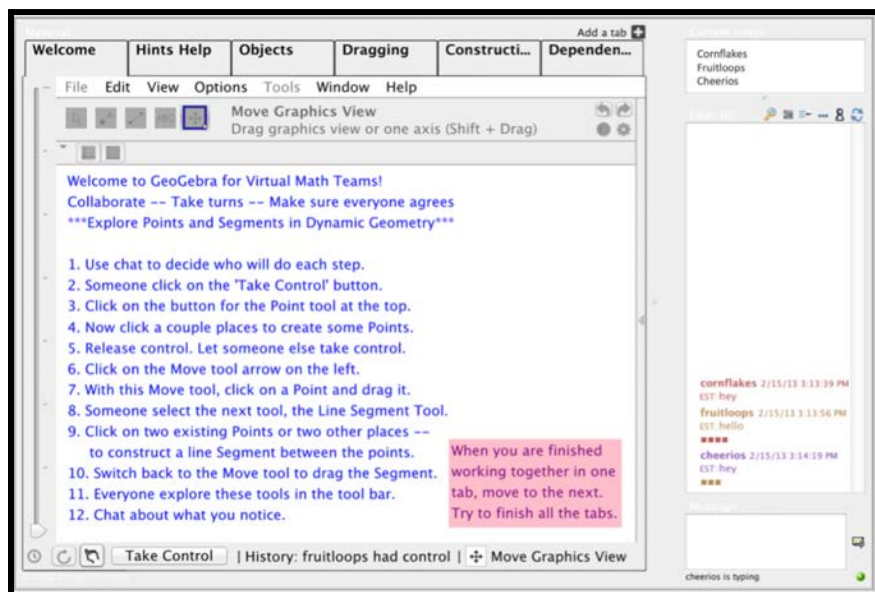 Add a tab
Welcome
Hints Help
Objects
Dragging
Constructi...
Dependen...
File Edit View Options Tools Window Help
ABC
Move Graphics View
Drag graphics view or one axis (Shift + Drag)
Welcome to GeoGebra for Virtual Math Teams!
Collaborate -- Take turns -- Make sure everyone agrees
***Explore Points and Segments in Dynamic Geometry***
1. Use chat to decide who will do each step.
2. Someone click on the 'Take Control' button.
3. Click on the button for the Point tool at the top.
4. Now click a couple places to create some Points.
5. Release control. Let someone else take control.
6. Click on the Move tool arrow on the left.
7. With this Move tool, click on a Point and drag it.
8. Someone select the next tool, the Line Segment Tool.
9. Click on two existing Points or two other places --
to construct a line Segment between the points.
10. Switch back to the Move tool to drag the Segment.
11. Everyone explore these tools in the tool bar.
12. Chat about what you notice.
When you are finished
working together in one
tab, move to the next.
Try to finish all the tabs.
Take Control | History: fruitloops had control | Move Graphics View
Cornflakes
Fruitloops
Cheerios
cornflakes 2/15/13 3:13:39 PM
EST: hey
fruitloops 2/15/13 3:13:56 PM
EST: hello
cheerios 2/15/13 3:14:19 PM
EST: hey
Message:
cheerios is typing